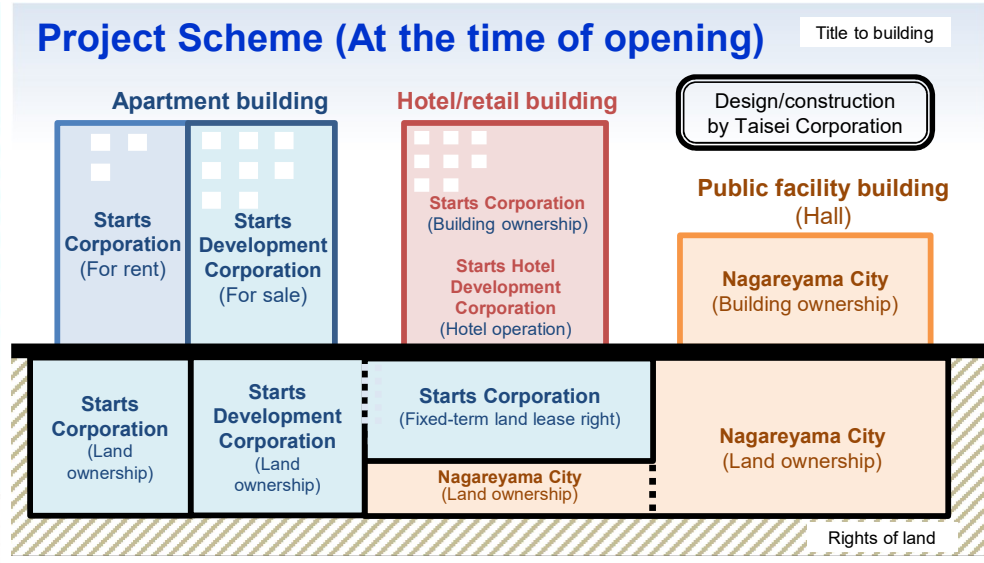 Project Scheme (At the time of opening)
Title to building
Apartment building
Hotel/retail building
Design/construction
by Taisei Corporation
Public facility building
(Hall)
Starts
Corporation
(For rent)
Starts
Development
Corporation
(For sale)
Starts Corporation
(Building ownership)
Starts Hotel
Development
Corporation
(Hotel operation)
Nagareyama City
(Building ownership)
Starts
Corporation
(Land
ownership)
Starts
Development
Corporation
(Land
ownership)
Starts Corporation
(Fixed-term land lease right)
Nagareyama City
(Land ownership)
Nagareyama City
(Land ownership)
Rights of land